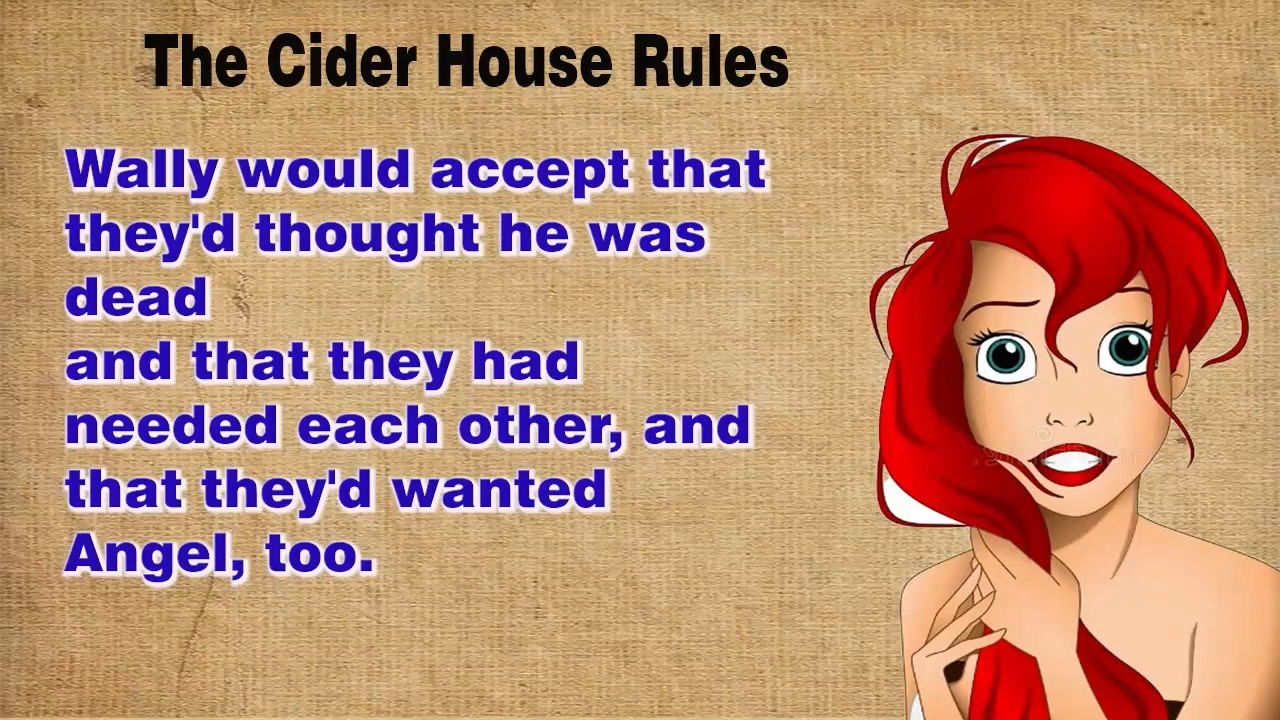 The Cider House Rules
Wally would accept that
they'd thought he was
dead
and that they had
needed each other, and
that they'd wanted
Angel, too.